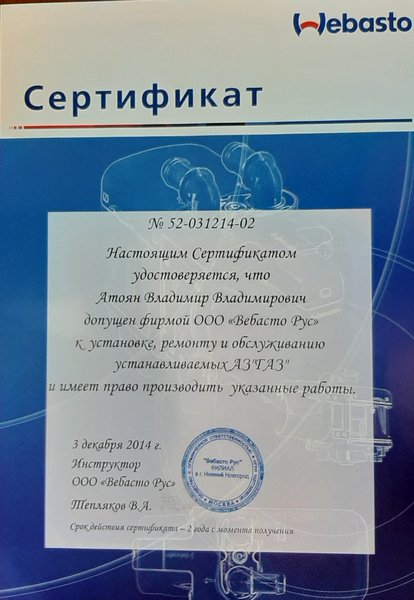 Webasto
Сертификат
№ 52-031214-02
Настоящим Сертификатом
удостоверяется, что
Атоян Владимир Владимирович
допущен фирмой ООО «Вебасто Рус»
к установке, ремонту и обслуживанию
устанавливаемых АЗ"ГАЗ"
и имеет право производить указанные работы.
3 декабря 2014 г.
Инструктор
ООО «Вебасто Рус»
Тепляков В.А.
"Вебасто Рус"
ФИЛИАЛ
в г. Нижний Новгород
МОСКВА
Срок действия сертификата – 2 года с момента получения